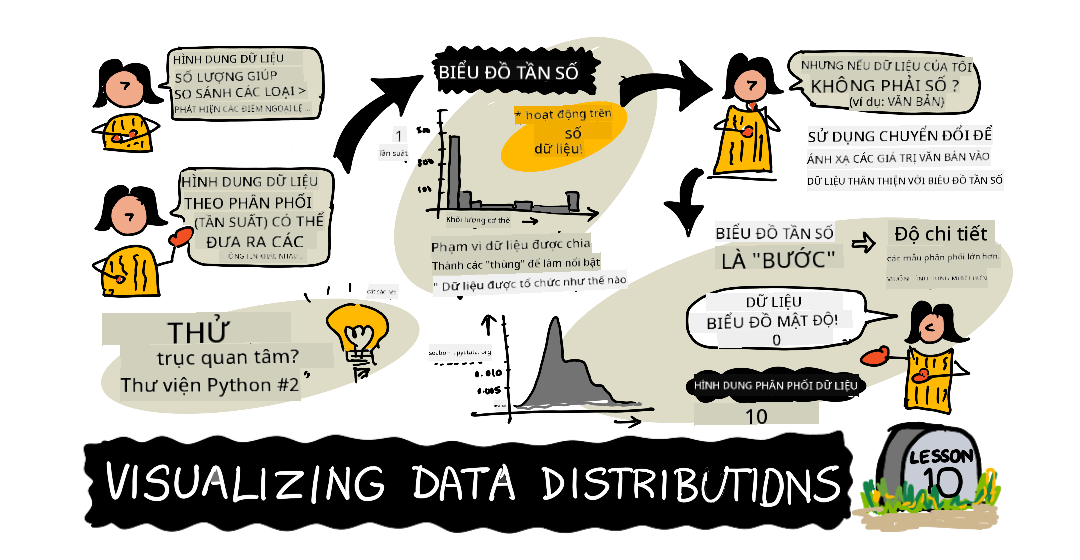 HÌNH DUNG DỮ LIỆU
SỐ LƯỢNG GIÚP
SO SÁNH CÁC LOẠI >
PHÁT HIỆN CÁC ĐIỂM NGOẠI LỆ...
HÌNH DUNG DỮ LIỆU
THEO PHÂN PHỐI
(TẦN SUẤT) CÓ THỂ
ĐƯA RA CÁC
THỬ
trục quan tâm?
Thư viện Python #2
BIỂU ĐỒ TẦN SỐ
* hoạt động trên
số
dữ liệu!
1
Tần suất
Khối lượng cơ thể
Phạm vi dữ liệu được chia
Thành các "thùng" để làm nổi bật
" Dữ liệu được tổ chức như thế nào
0.010
0.005
NHƯNG NẾU DỮ LIỆU CỦA TÔI
KHÔNG PHẢI SỐ ?
(ví dụ: VĂN BẢN)
SỬ DỤNG CHUYỂN ĐỔI ĐỂ
ÁNH XẠ CÁC GIÁ TRỊ VĂN BẢN VÀO
DỮ LIỆU THÂN THIỆN VỚI BIỂU ĐỒ TẦN SỐ
BIỂU ĐỒ TẦN SỐ
LÀ "BƯỚC"
Độ chi tiết
các mẫu phân phối lớn hơn.
DỮ LIỆU
BIỂU ĐỒ MẬT ĐỘ!
0
HÌNH DUNG PHÂN PHỐI DỮ LIỆU
10
VISUALIZING DATA DISTRIBUTIONS
LESSON
10